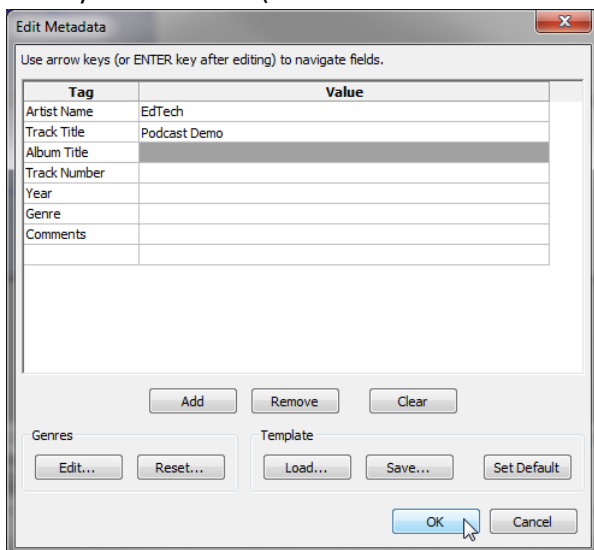 Edit Metadata
Use arrow keys (or ENTER key after editing) to navigate fields.
Tag Value
Artist Name EdTech
Track Title Podcast Demo
Album Title
Track Number
Year
Genre
Comments
Add Remove Clear
Genres Template
Edit... Reset... Load... Save... Set Default
OK Cancel